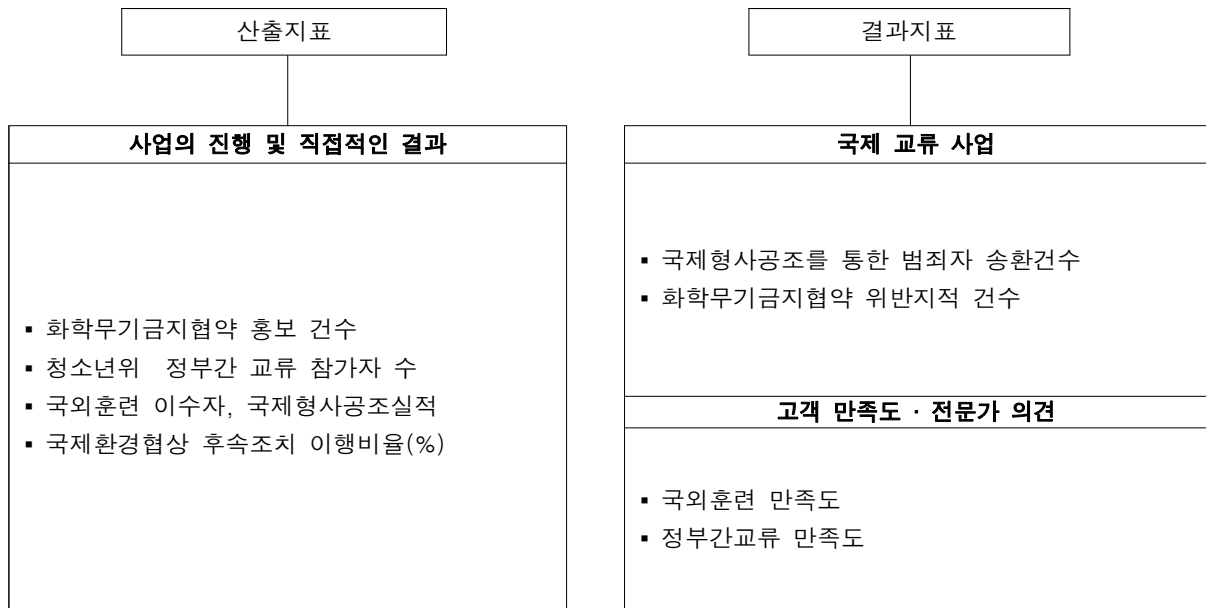 산출지표
사업의 진행 및 직접적인 결과
▪ 화학무기금지협약 홍보 건수
▪ 청소년위 정부간 교류 참가자 수
▪ 국외훈련 이수자, 국제형사공조실적
▪ 국제환경협상 후속조치 이행비율(%)
결과지표
국제 교류 사업
▪ 국제형사공조를 통한 범죄자 송환건수
▪ 화학무기금지협약 위반지적 건수
고객 만족도 · 전문가 의견
▪ 국외훈련 만족도
▪ 정부간교류 만족도